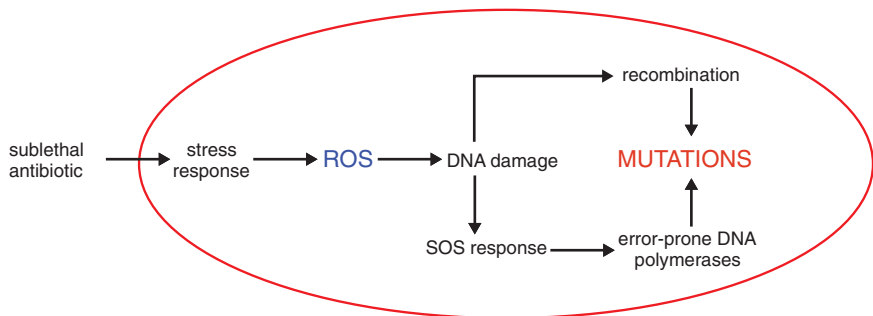 sublethal
antibiotic
stress
response
ROS
DNA damage
recombination
MUTATIONS
SOS response
error-prone DNA
polymerases